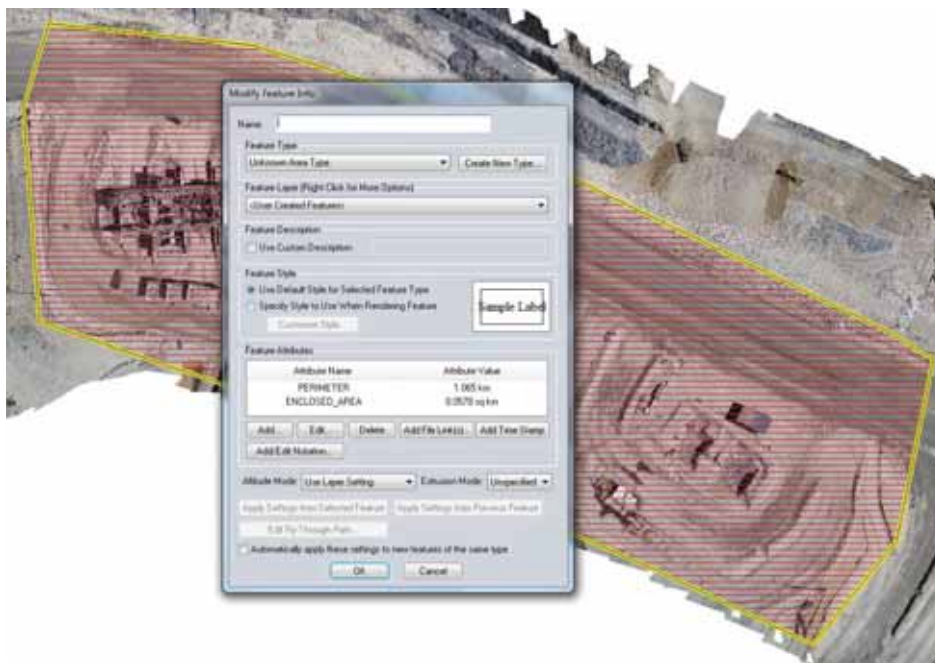 Modify Feature Info
Name:
Feature Type
Unknown Area Type
Create New Type...
Feature Layer (Right Click for More Options)
<User Created Features>
Feature Description
Use Custom Description
Feature Style
Use Default Style for Selected Feature Type
Specify Style to Use When Rendering Feature
Customize Style...
Sample Label
Feature Attributes
Attribute Name Attribute Value
PERIMETER 1.065 km
ENCLOSED_AREA 0.0578 sq km
Add... Edit... Delete Add File Link(s)... Add Time Stamp
Add/Edit Notation...
Altitude Mode: Use Layer Setting Extrusion Mode: Unspecified
Apply Settings from Selected Feature Apply Settings from Previous Feature
Edit Fly-Through Path...
Automatically apply these settings to new features of the same type
OK Cancel